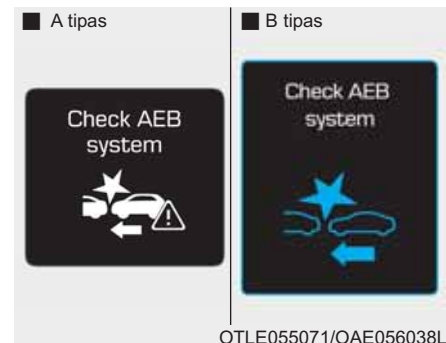 A tipas
B tipas
Check AEB
system
Check AEB
system
OTLE055071/OAE056038L